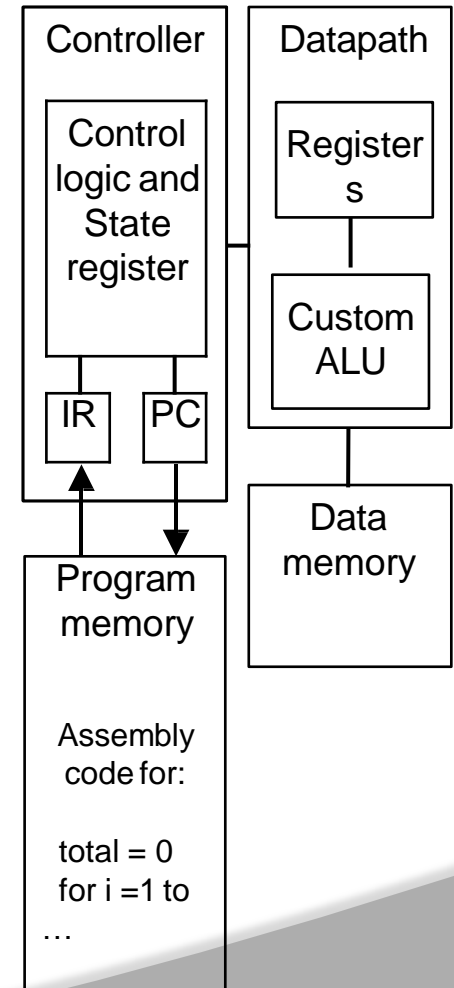 Controller
Control
logic and
State
register
IR
PC
Datapath
Register
s
Custom
ALU
Data
memory
Program
memory
Assembly
code for:
total = 0
for i =1 to
…